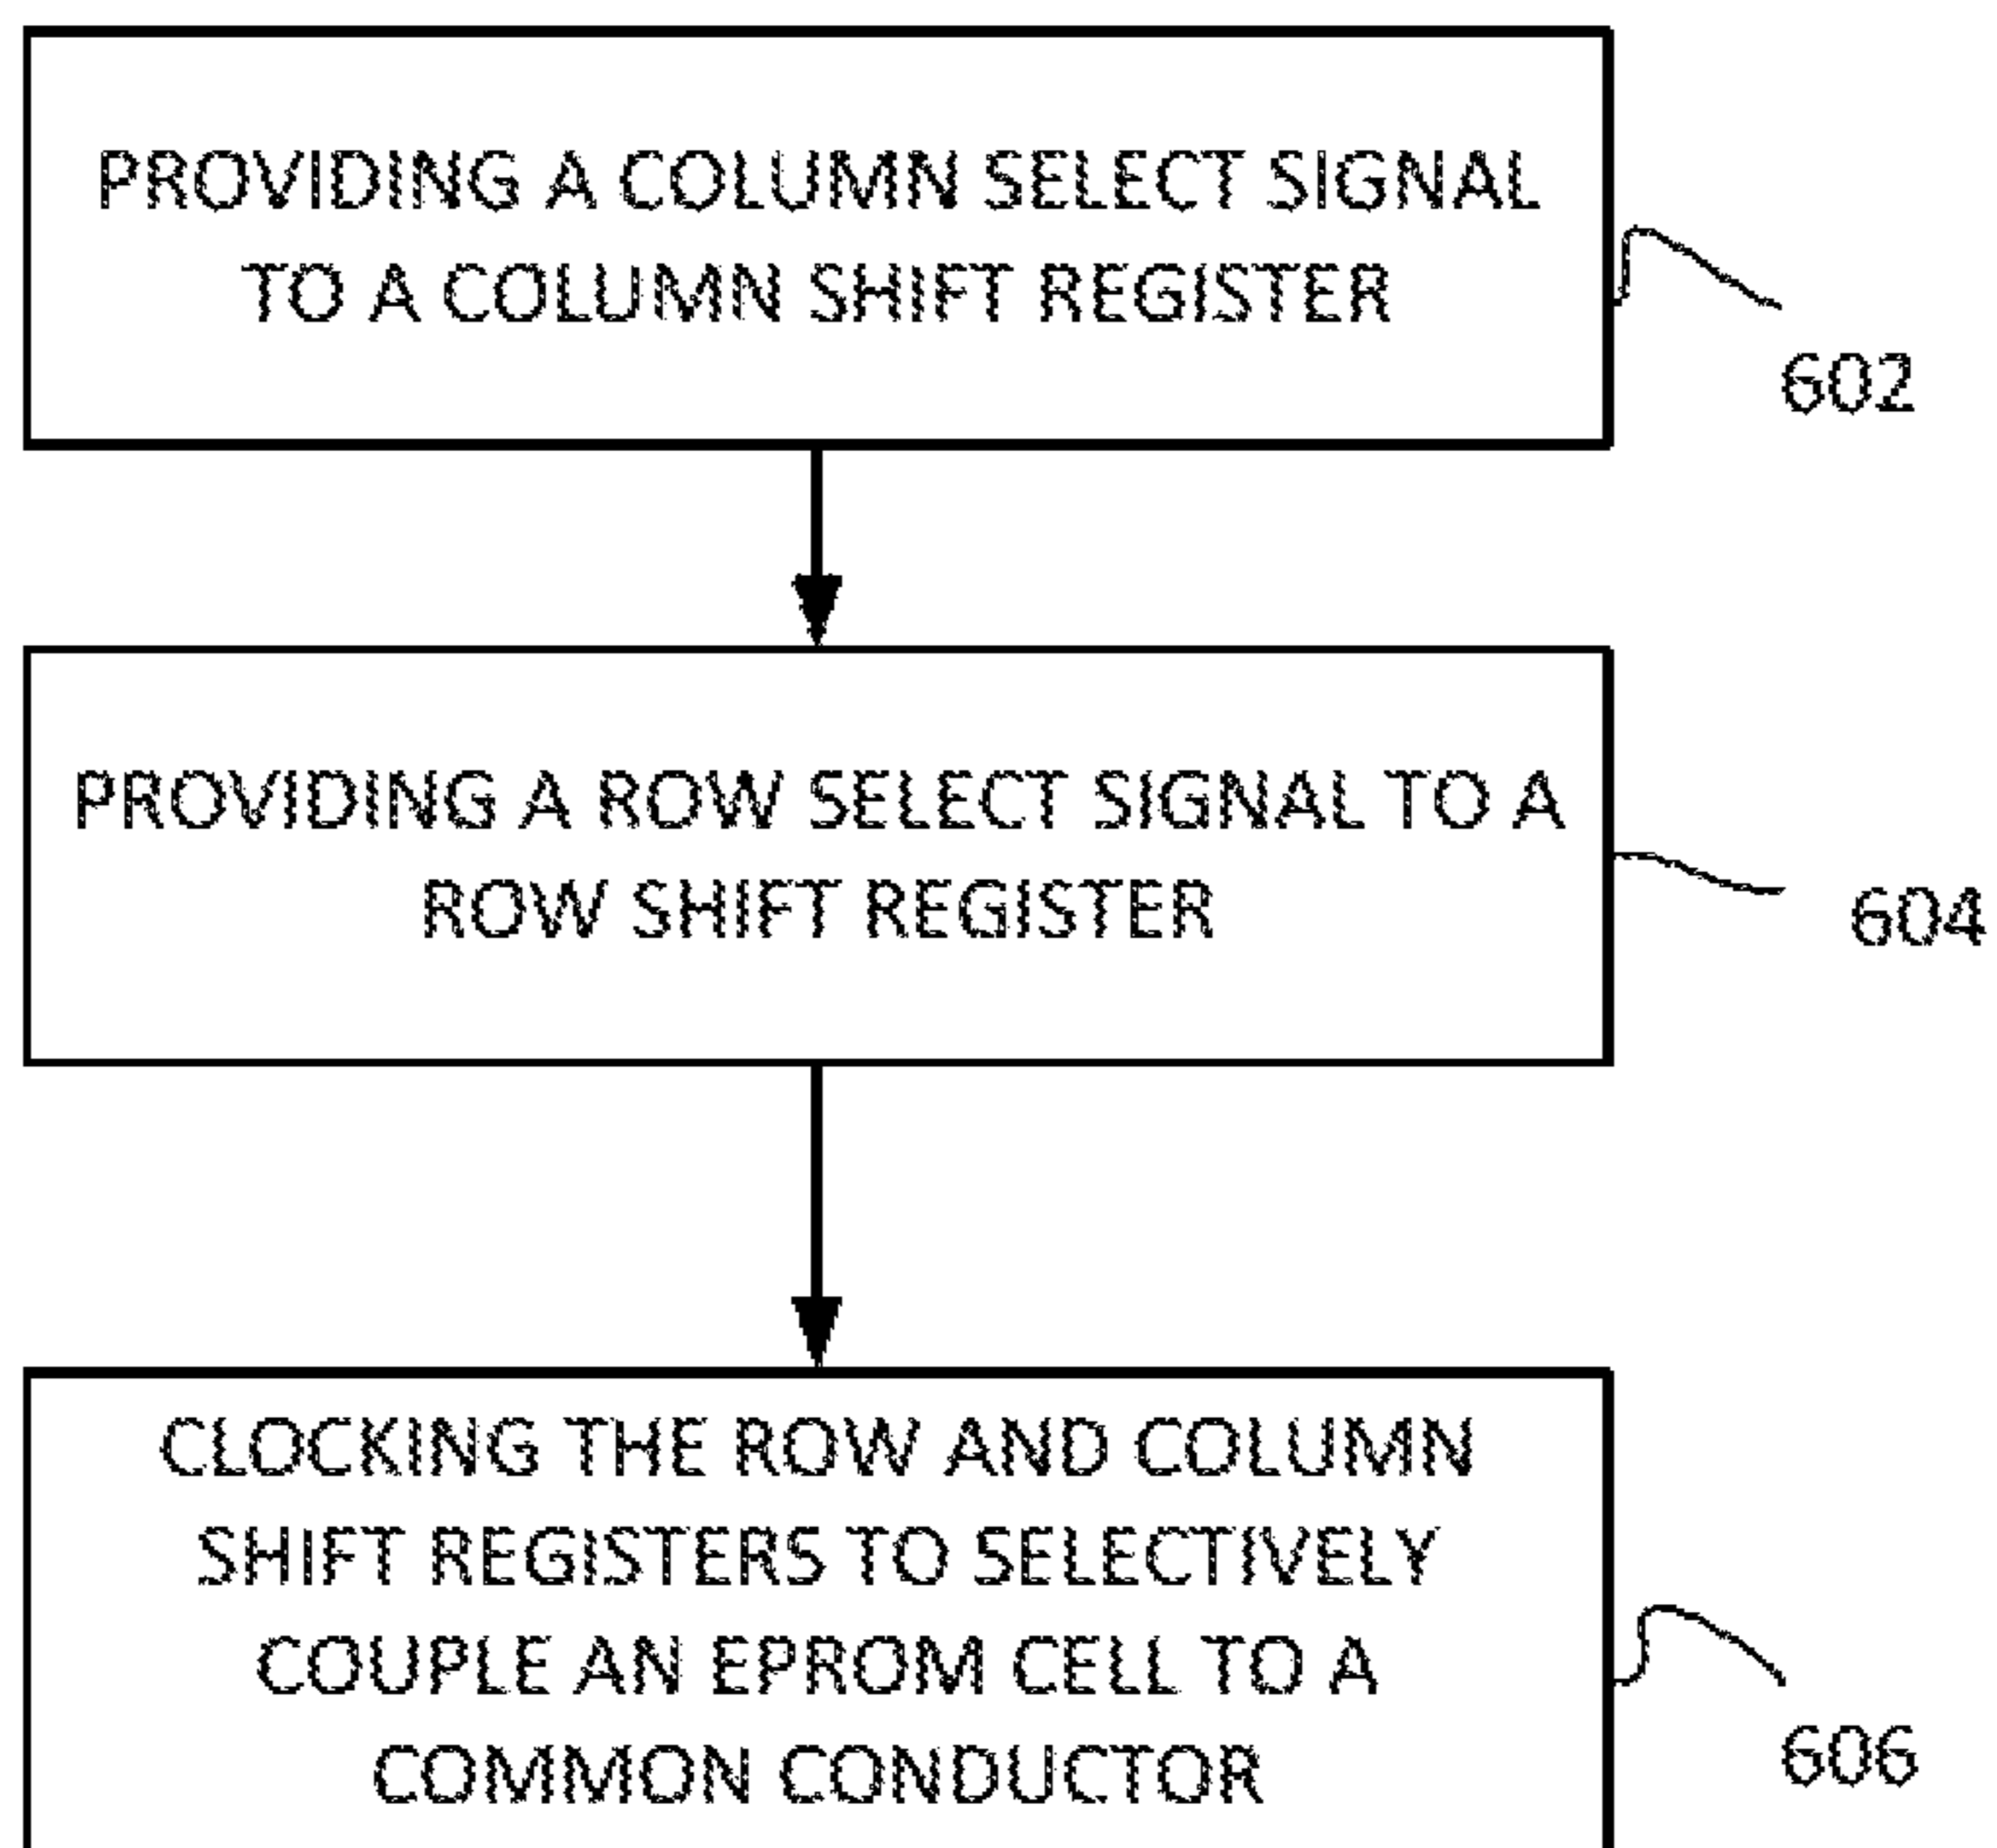 PROVIDING A COLUMN SELECT SIGNAL
TO A COLUMN SHIFT REGISTER
602
PROVIDING A ROW SELECT SIGNAL TO A
ROW SHIFT REGISTER
604
CLOCKING THE ROW AND COLUMN
SHIFT REGISTERS TO SELECTIVELY
COUPLE AN EPROM CELL TO A
COMMON CONDUCTOR
606